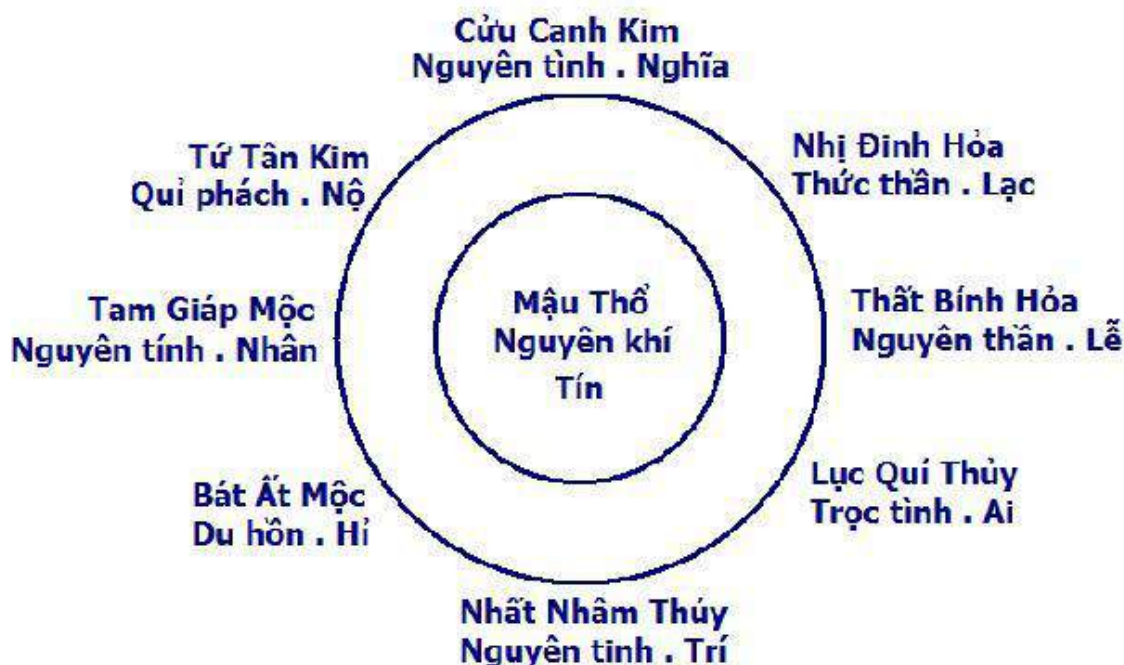 Cửu Canh Kim
Nguyên tình . Nghĩa
Tứ Tân Kim
Quỉ phách . Nộ
Nhị Đinh Hỏa
Thức thần . Lạc
Tam Giáp Mộc
Nguyên tính . Nhân
Mậu Thổ
Nguyên khí
Tín
Thất Bính Hỏa
Nguyên thần . Lễ
Bát Ất Mộc
Du hồn . Hỉ
Lục Quí Thủy
Trọc tình . Ai
Nhất Nhâm Thủy
Nguyên tinh . Trí